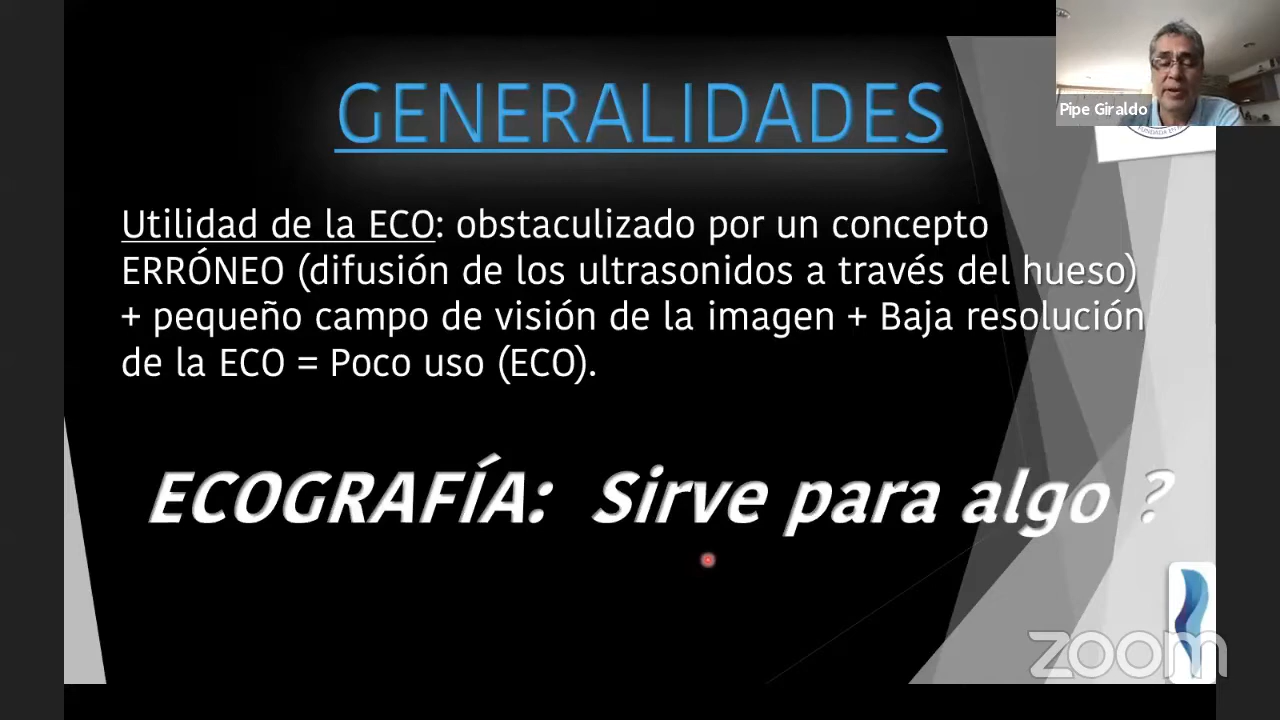 GENERALIDADES
Pipe Giraldo
Utilidad de la ECO: obstaculizado por un concepto
ERRÓNEO (difusión de los ultrasonidos a través del hueso)
+ pequeño campo de visión de la imagen + Baja resolución
de la ECO = Poco uso (ECO).
ECOGRAFÍA: Sirve para algo ?
zoom